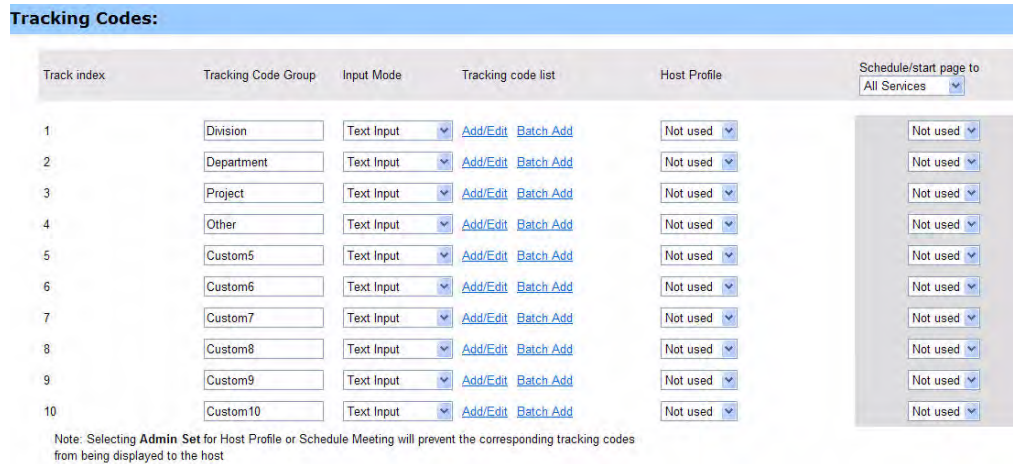 Tracking Codes:
Track index Tracking Code Group Input Mode Tracking code list Host Profile Schedule/start page to
All Services
1 Division Text Input Add/Edit Batch Add Not used Not used
2 Department Text Input Add/Edit Batch Add Not used Not used
3 Project Text Input Add/Edit Batch Add Not used Not used
4 Other Text Input Add/Edit Batch Add Not used Not used
5 Custom5 Text Input Add/Edit Batch Add Not used Not used
6 Custom6 Text Input Add/Edit Batch Add Not used Not used
7 Custom7 Text Input Add/Edit Batch Add Not used Not used
8 Custom8 Text Input Add/Edit Batch Add Not used Not used
9 Custom9 Text Input Add/Edit Batch Add Not used Not used
10 Custom10 Text Input Add/Edit Batch Add Not used Not used
Note: Selecting Admin Set for Host Profile or Schedule Meeting will prevent the corresponding tracking codes
from being displayed to the host